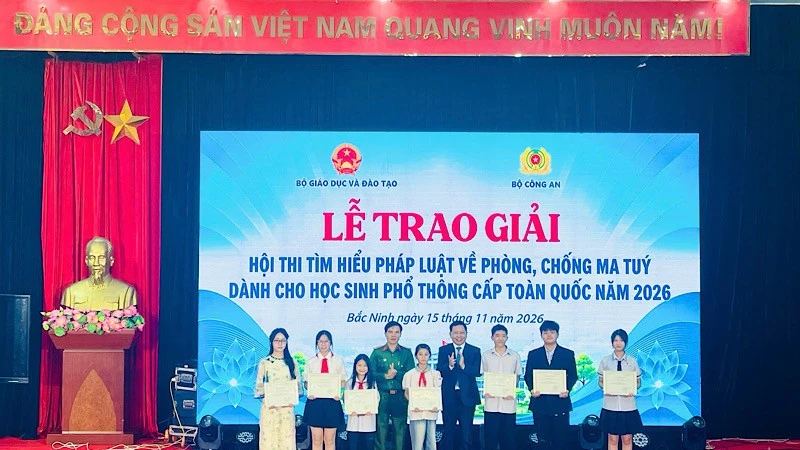 ĐẢNG CỘNG SẢN VIỆT NAM QUANG VINH MUÔN NĂM!
BỘ GIÁO DỤC VÀ ĐÀO TẠO
BỘ CÔNG AN
LỄ TRAO GIẢI
HỘI THI TÌM HIỂU PHÁP LUẬT VỀ PHÒNG, CHỐNG MA TUÝ
DÀNH CHO HỌC SINH PHỔ THÔNG CẤP TOÀN QUỐC NĂM 2026
Bắc Ninh ngày 15 tháng 11 năm 2026